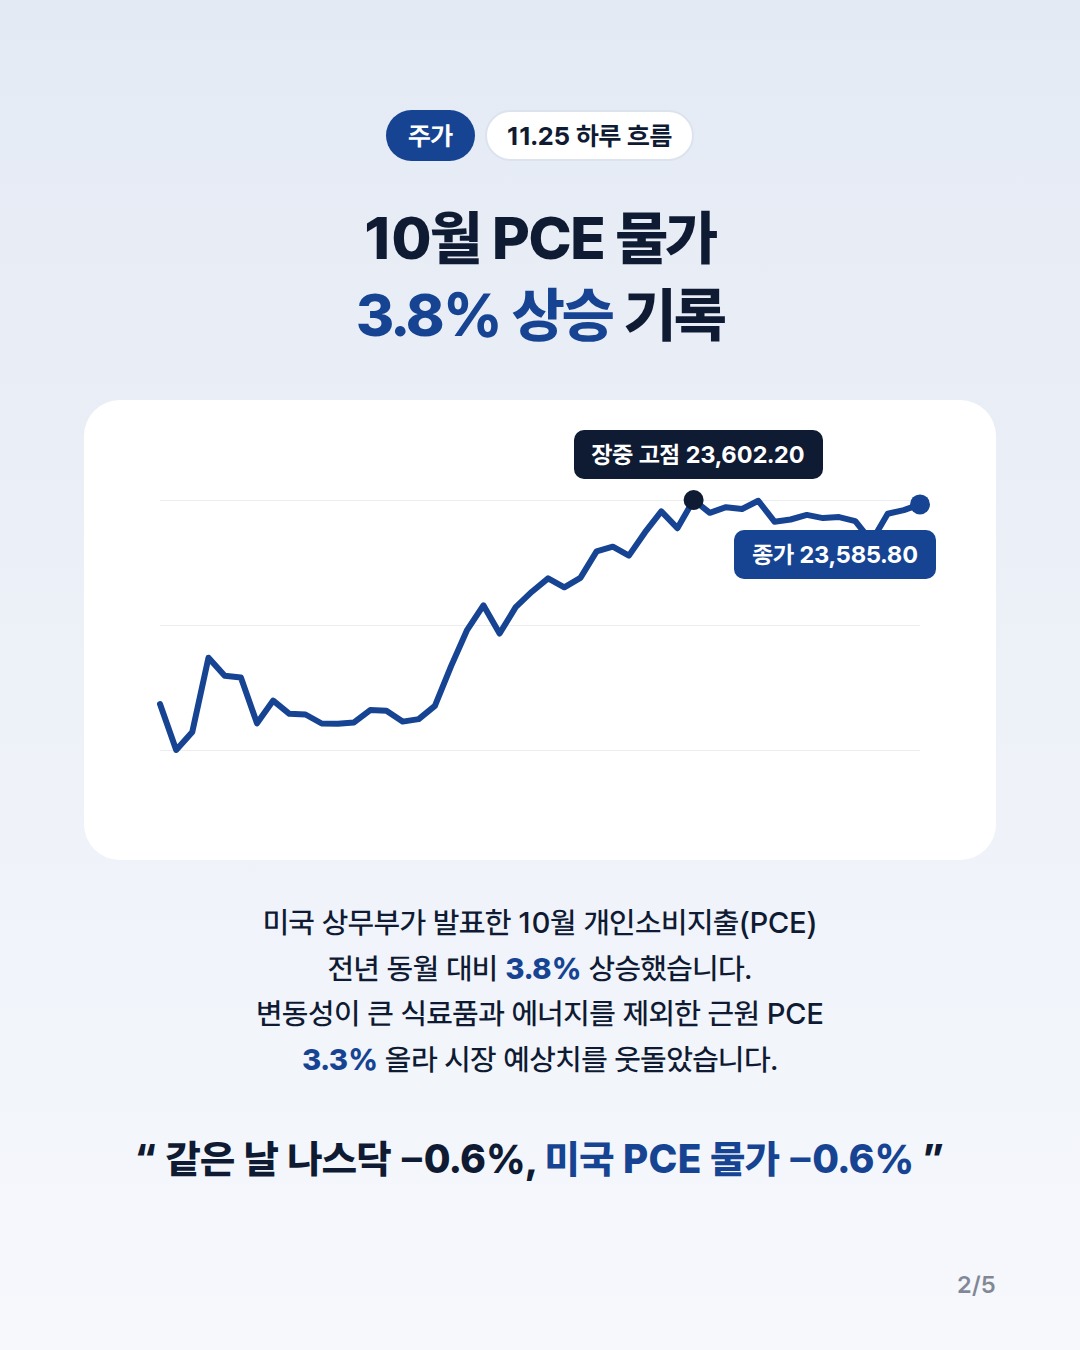 주가
11.25 하루 흐름
10월 PCE 물가
3.8% 상승 기록
장중 고점 23,602.20
종가 23,585.80
미국 상무부가 발표한 10월 개인소비지출(PCE)
전년 동월 대비 3.8% 상승했습니다.
변동성이 큰 식료품과 에너지를 제외한 근원 PCE
3.3% 올라 시장 예상치를 웃돌았습니다.
“ 같은 날 나스닥 −0.6%, 미국 PCE 물가 −0.6% ”
2/5